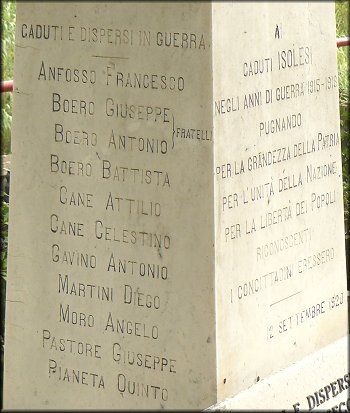 CADUTI E DISPERSI IN GUERRA
ANFOSSO FRANCESCO
BOERO GIUSEPPE
BOERO ANTONIO
FRATELLI
BOERO BATTISTA
CANE ATTILIO
CANE CELESTINO
GAVINO ANTONIO
MARTINI DIEGO
MORO ANGELO
PASTORE GIUSEPPE
PIANETA QUINTO
AI
CADUTI ISOLESI
NEGLI ANNI DI GUERRA 1915-1918
PUGNANDO
PER LA GRANDEZZA DELLA PATRIA
PER L'UNITÀ DELLA NAZIONE
PER LA LIBERTÀ DEI POPOLI
RICONOSCENTI
I CONCITTADINI ERESSERO
12 SETTEMBRE 1920
E DISPERS